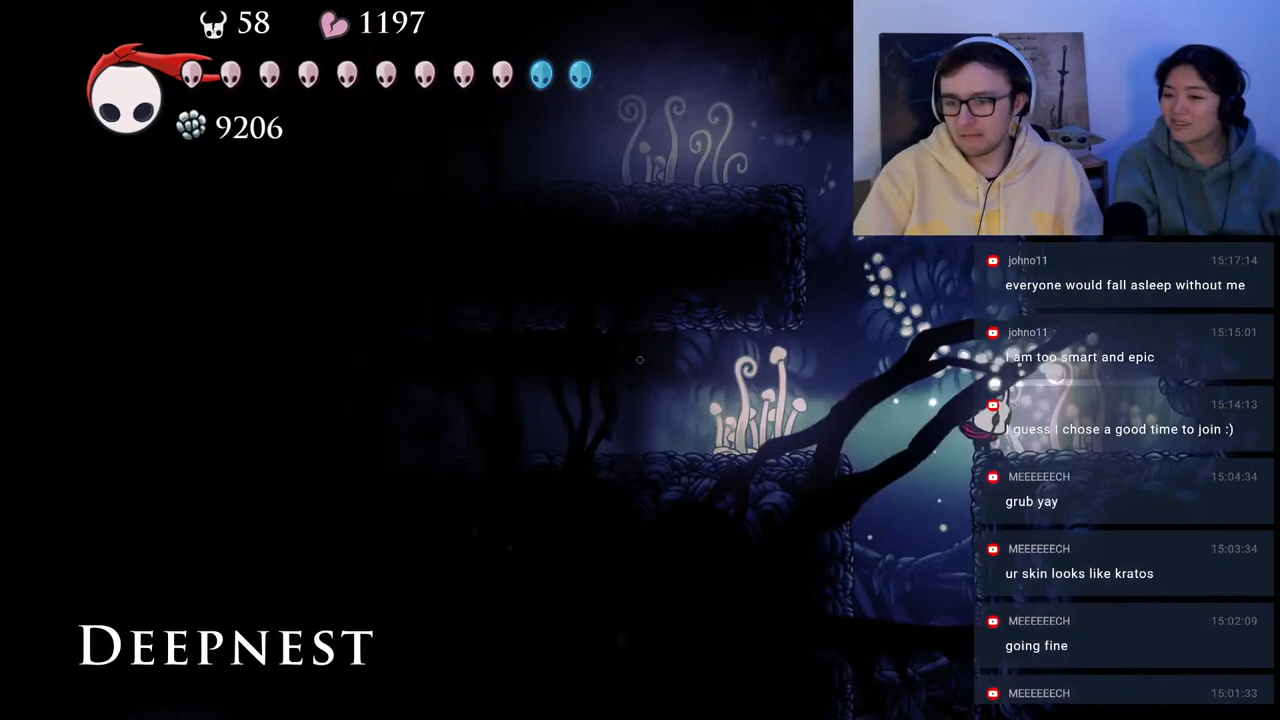 58
1197
9206
johno11
15:17:14
everyone would fall asleep without me
johno11
15:15:01
I am too smart and epic
15:14:13
I guess I chose a good time to join :)
MEEEEEECH
15:04:34
grub yay
MEEEEEECH
15:03:34
ur skin looks like kratos
MEEEEEECH
15:02:09
going fine
MEEEEEECH
15:01:33
DEEPNEST